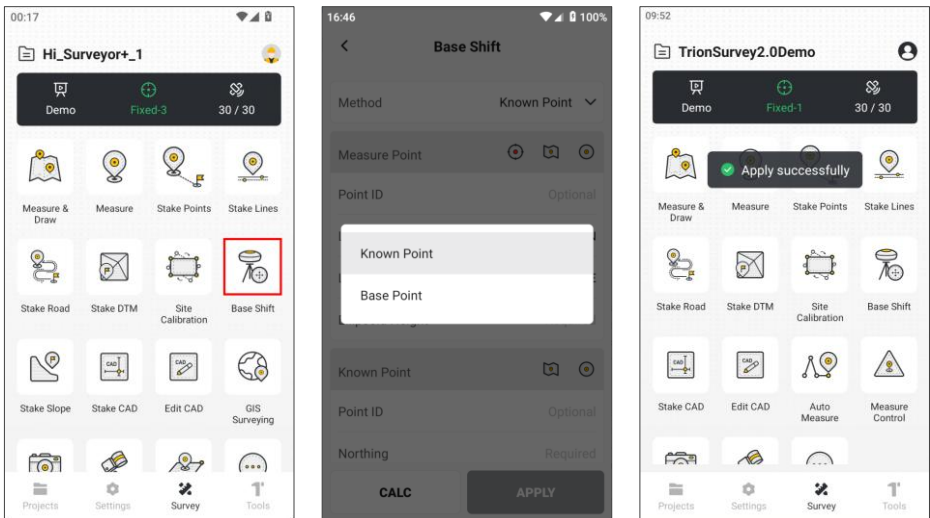 00:17
Hi_Surveyor+_1
Demo
Fixed-3
30 / 30
Measure &
Draw
Measure
Stake Points
Stake Lines
Stake Road
Stake DTM
Site
Calibration
Base Shift
Stake Slope
Stake CAD
Edit CAD
GIS
Surveying
Projects
Settings
Survey
Tools
16:46
100%
Base Shift
Method
Known Point
Measure Point
Point ID
Optional
Known Point
Base Point
Known Point
Point ID
Optional
Northing
Required
CALC
APPLY
09:52
TrionSurvey2.0Demo
Demo
Fixed-1
30 / 30
Apply successfully
Measure &
Draw
Measure
Stake Points
Stake Lines
Stake Road
Stake DTM
Site
Calibration
Base Shift
Stake CAD
Edit CAD
Auto
Measure
Measure
Control
Projects
Settings
Survey
Tools